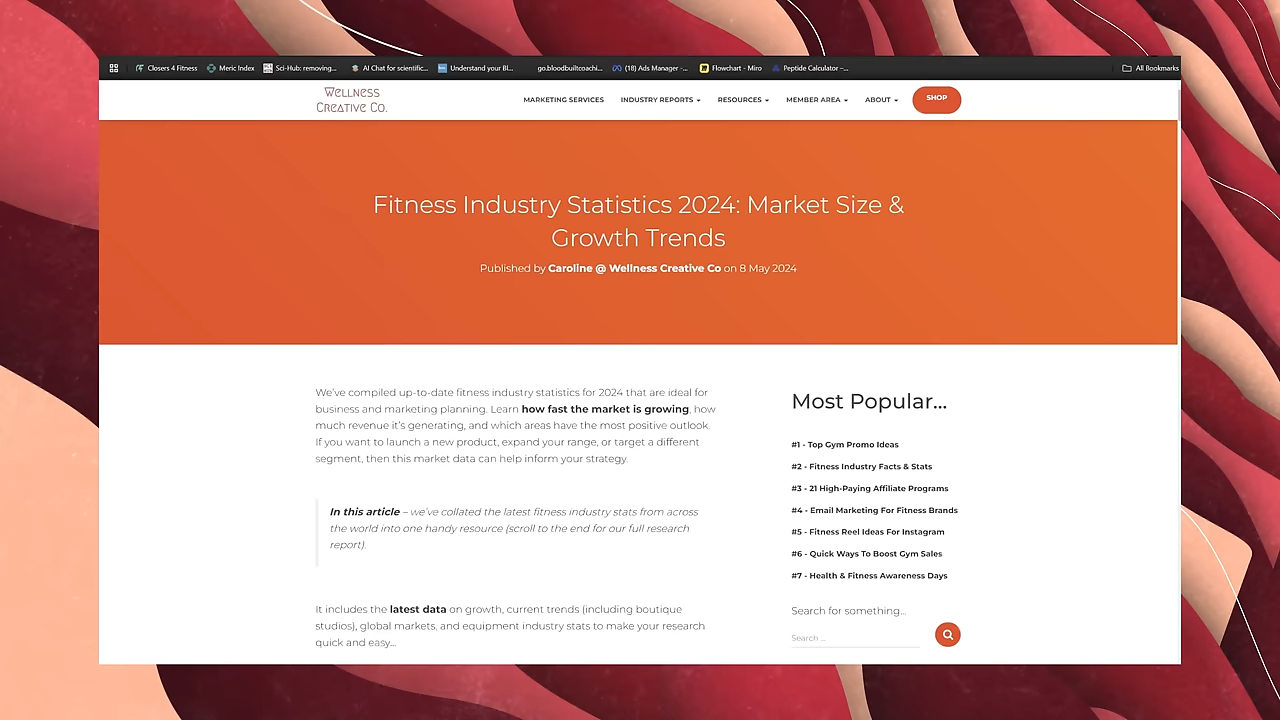 Closers 4 Fitness
Meric Index
Sci-Hub: removing...
AI Chat for scientific...
Understand your Bl...
go.bloodbuiltcoachi...
(18) Ads Manager -...
Flowchart - Miro
Peptide Calculator –...
All Bookmarks
Wellness
Creative Co.
MARKETING SERVICES
INDUSTRY REPORTS
RESOURCES
MEMBER AREA
ABOUT
SHOP
Fitness Industry Statistics 2024: Market Size &
Growth Trends
Published by Caroline @ Wellness Creative Co on 8 May 2024
We've compiled up-to-date fitness industry statistics for 2024 that are ideal for
business and marketing planning. Learn how fast the market is growing, how
much revenue it's generating, and which areas have the most positive outlook.
If you want to launch a new product, expand your range, or target a different
segment, then this market data can help inform your strategy.
In this article – we've collated the latest fitness industry stats from across
the world into one handy resource (scroll to the end for our full research
report).
It includes the latest data on growth, current trends (including boutique
studios), global markets, and equipment industry stats to make your research
quick and easy...
Most Popular...
#1 - Top Gym Promo Ideas
#2 - Fitness Industry Facts & Stats
#3 - 21 High-Paying Affiliate Programs
#4 - Email Marketing For Fitness Brands
#5 - Fitness Reel Ideas For Instagram
#6 - Quick Ways To Boost Gym Sales
#7 - Health & Fitness Awareness Days
Search for something...
Search ...